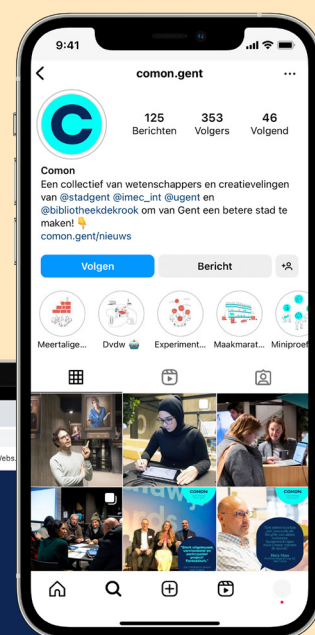 9:41
comon.gent
C
125 353 46
Berichten Volgers Volgend
Comon
Een collectief van wetenschappers en creatievelingen
van @stadgent @imec_int @ugent en
@bibliotheekdekrook om van Gent een betere stad te
maken!
comon.gent/nieuws
Volgen Bericht
Meertalige... Dvdw Experiment... Maakmarat... Miniproef
Webs.
COMON
COMON